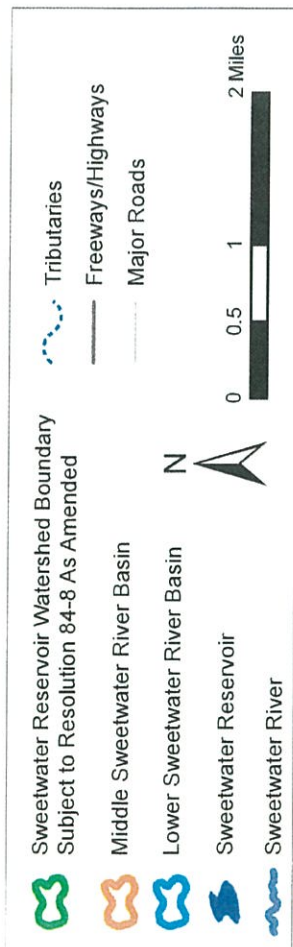 Sweetwater Reservoir Watershed Boundary
Subject to Resolution 84-8 As Amended
Middle Sweetwater River Basin
Lower Sweetwater River Basin
Sweetwater Reservoir
Sweetwater River
Tributaries
Freeways/Highways
Major Roads
N
0 0.5 1 2 Miles